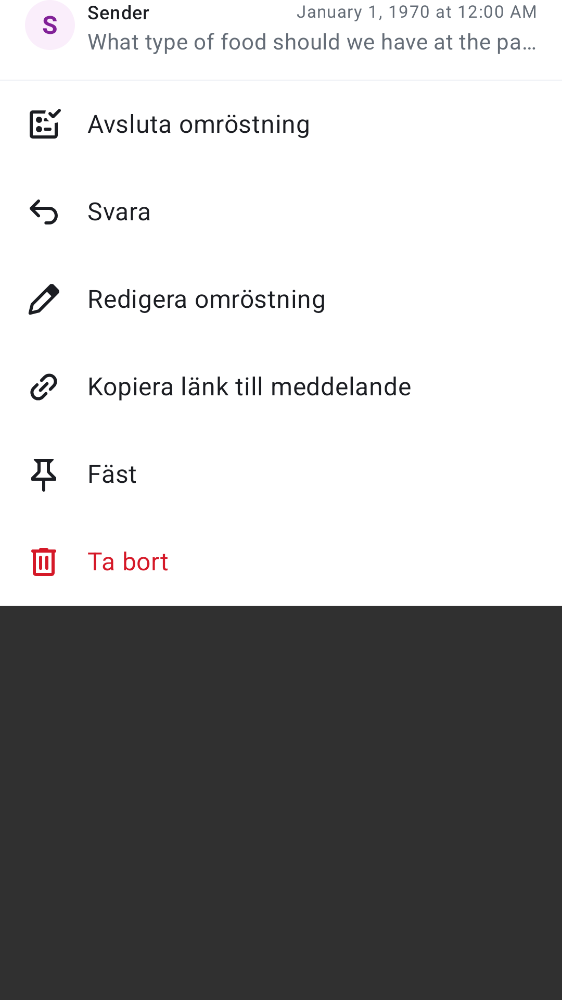 S
Sender
January 1, 1970 at 12:00 AM
What type of food should we have at the pa…
Avsluta omröstning
Svara
Redigera omröstning
Kopiera länk till meddelande
Fäst
Ta bort